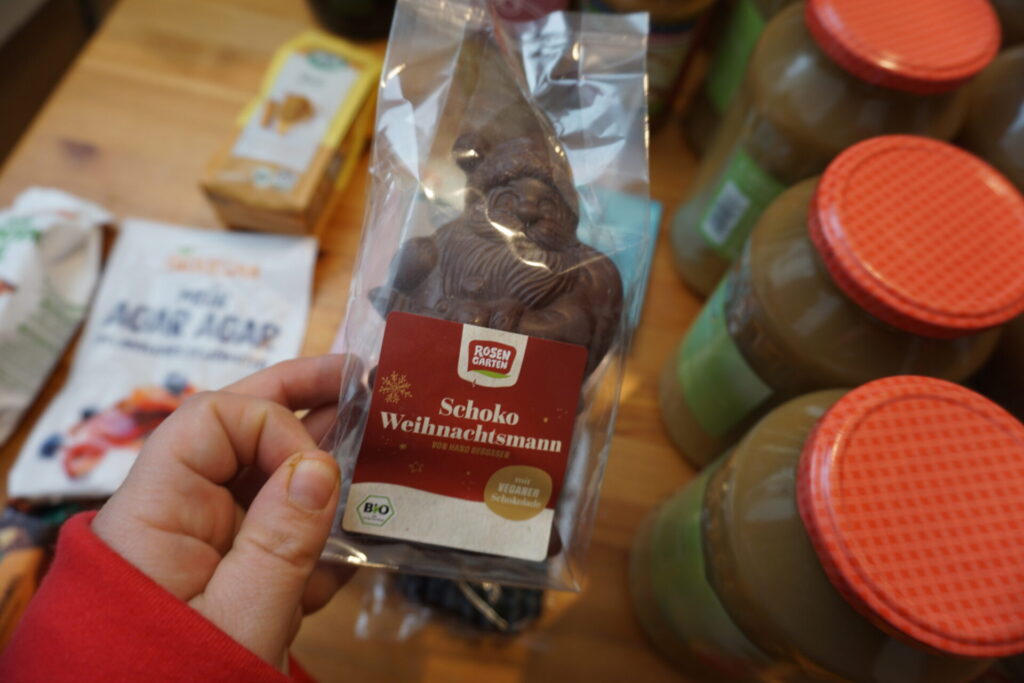 ROSEN
GARTEN
Schoko
Weihnachtsmann
VON HAND GEGOSSEN
mit
VEGANER
Schokolade
BIO
AGAR AGAR